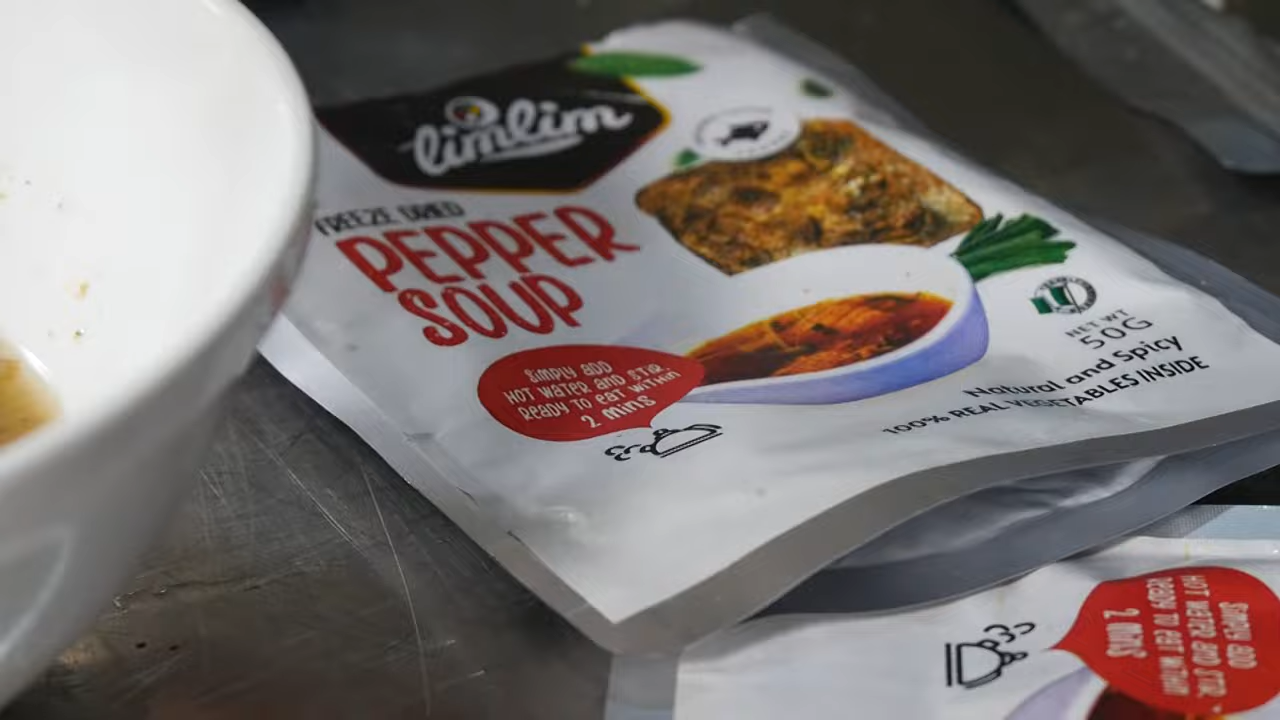 limlim
FREEZE DRIED
PEPPER
SOUP
SIMPLY ADD
HOT WATER AND STIR.
READY TO EAT WITHIN
2 MINS
NET WT
50G
Natural and Spicy
100% REAL VEGETABLES INSIDE
SIMPLY ADD
HOT WATER AND STIR.
READY TO EAT WITHIN
2 MINS